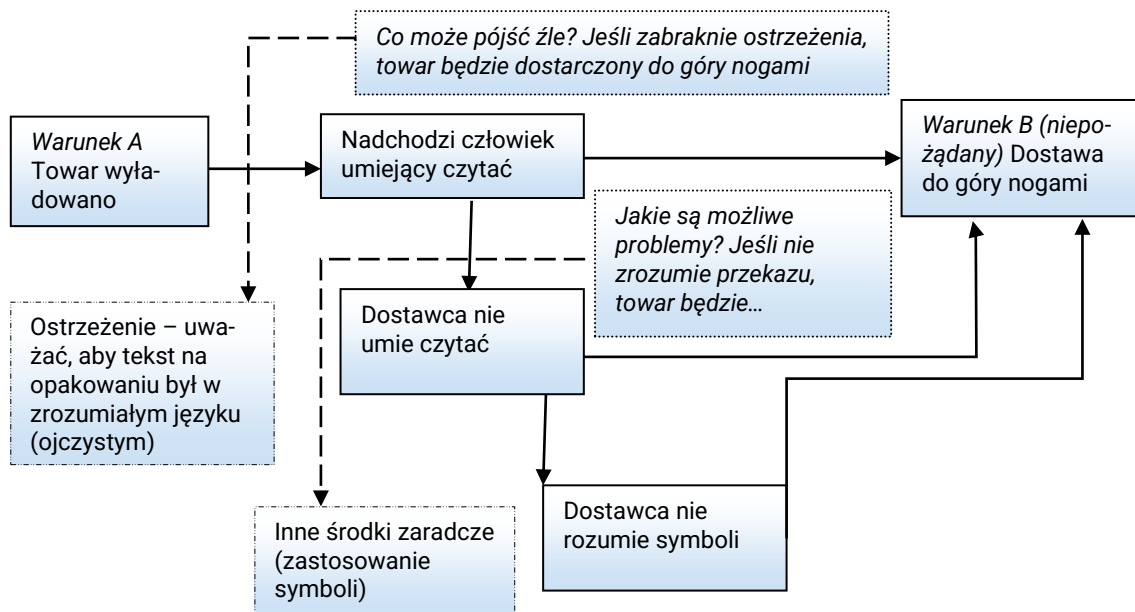 Co może pójść źle? Jeśli zabraknie ostrzeżenia,
towar będzie dostarczony do góry nogami
Warunek A
Towar wyła-
dowano
Nadchodzi człowiek
umiejący czytać
Warunek B (niepo-
żądany) Dostawa
do góry nogami
Jakie są możliwe
problemy? Jeśli nie
zrozumie przekazu,
towar będzie…
Dostawca nie
umie czytać
Ostrzeżenie – uwa-
żać, aby tekst na
opakowaniu był w
zrozumiałym języku
(ojczystym)
Dostawca nie
rozumie symboli
Inne środki zaradcze
(zastosowanie
symboli)